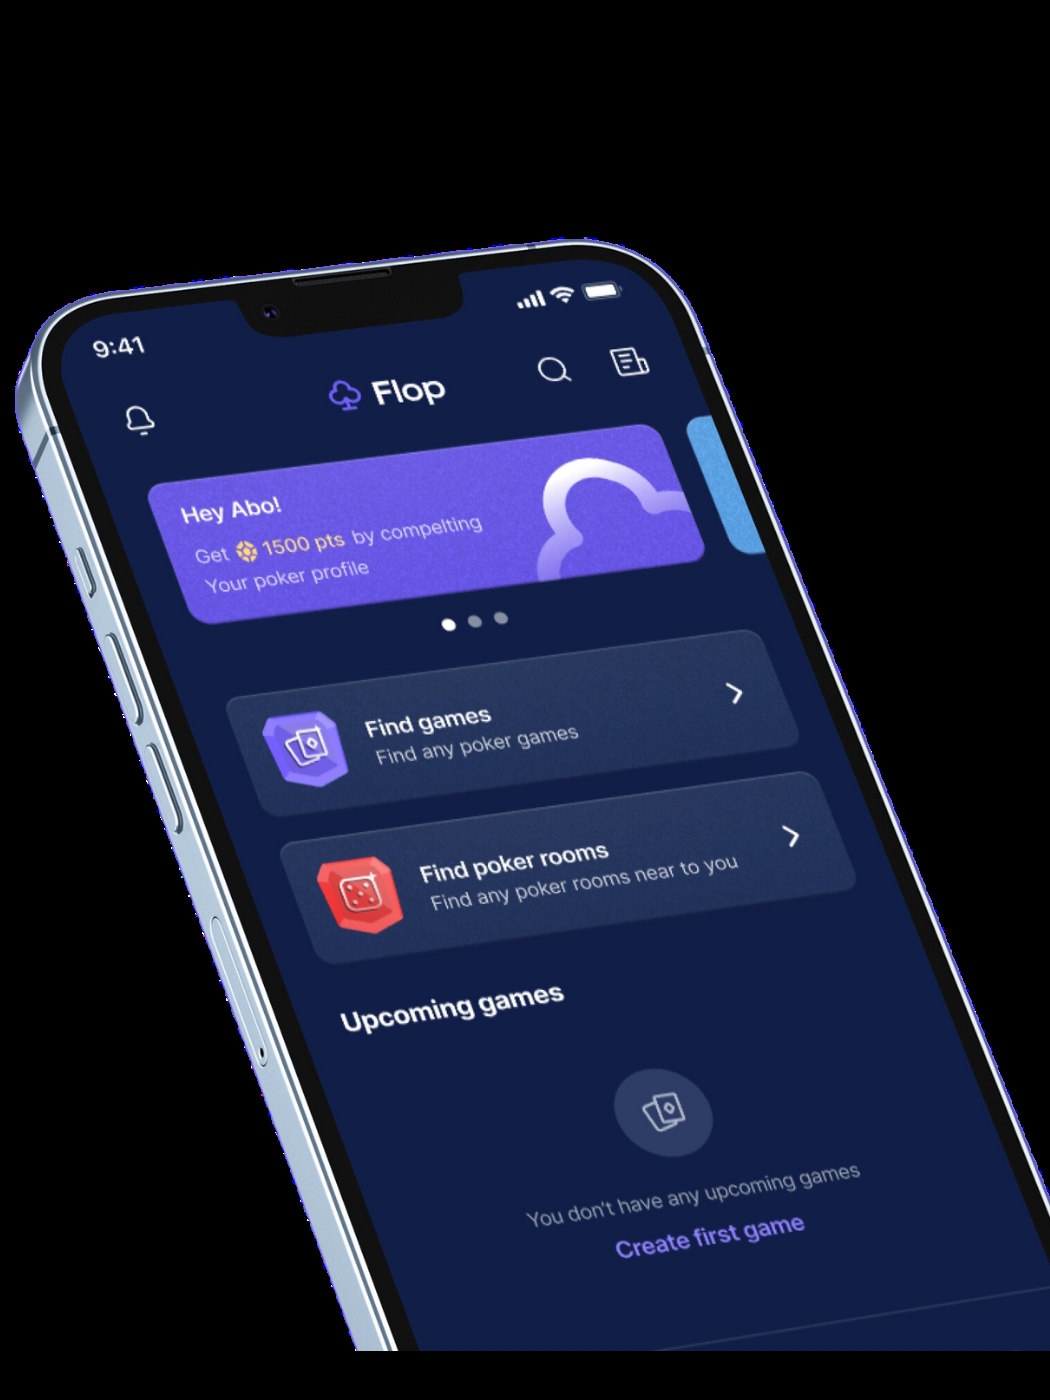 9:41
Flop
Hey Abo!
Get 1500 pts by compelting
Your poker profile
Find games
Find any poker games
Find poker rooms
Find any poker rooms near to you
Upcoming games
You don't have any upcoming games
Create first game